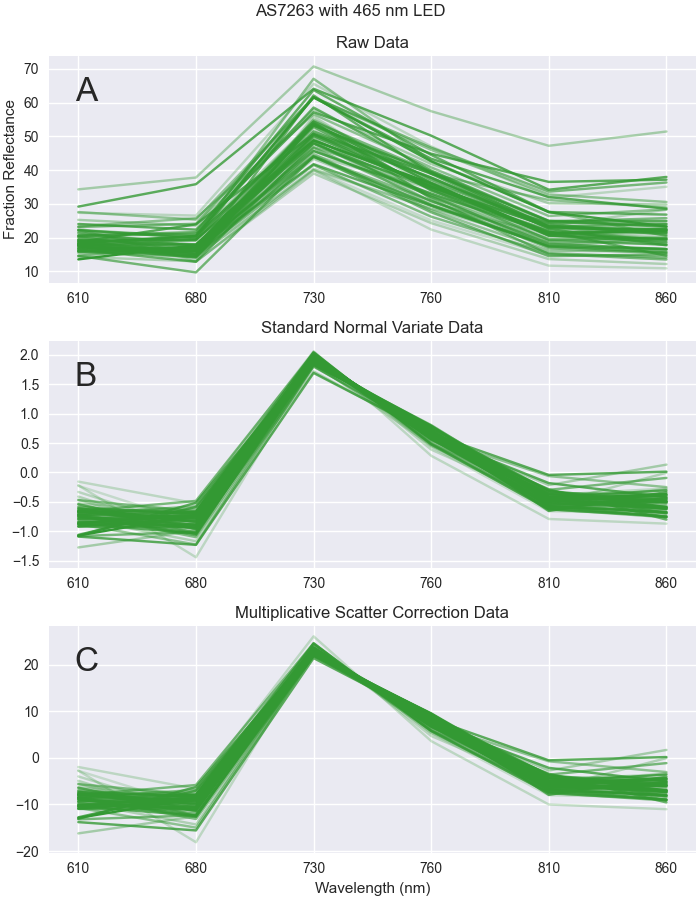 AS7263 with 465 nm LED
Raw Data
A
Fraction Reflectance
70
60
50
40
30
20
10
610 680 730 760 810 860
Standard Normal Variate Data
B
2.0
1.5
1.0
0.5
0.0
−0.5
−1.0
−1.5
610 680 730 760 810 860
Multiplicative Scatter Correction Data
C
20
10
0
−10
−20
610 680 730 760 810 860
Wavelength (nm)